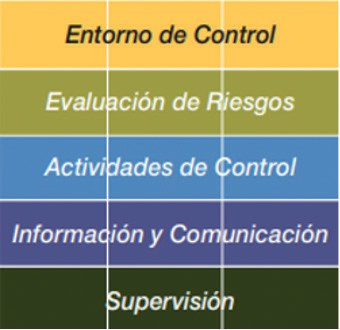 Entorno de Control
Evaluación de Riesgos
Actividades de Control
Información y Comunicación
Supervisión